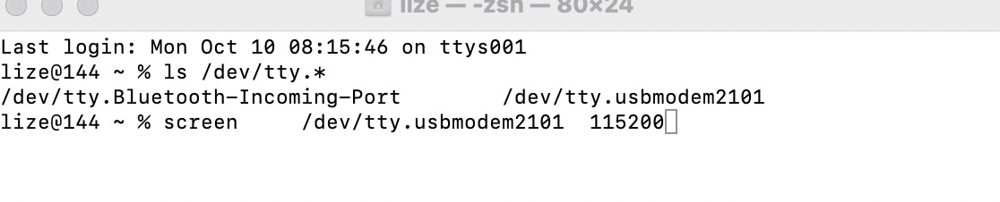 lize — -zsh — 80×24
Last login: Mon Oct 10 08:15:46 on ttys001
lize@144 ~ % ls /dev/tty.*
/dev/tty.Bluetooth-Incoming-Port        /dev/tty.usbmodem2101
lize@144 ~ % screen     /dev/tty.usbmodem2101  115200